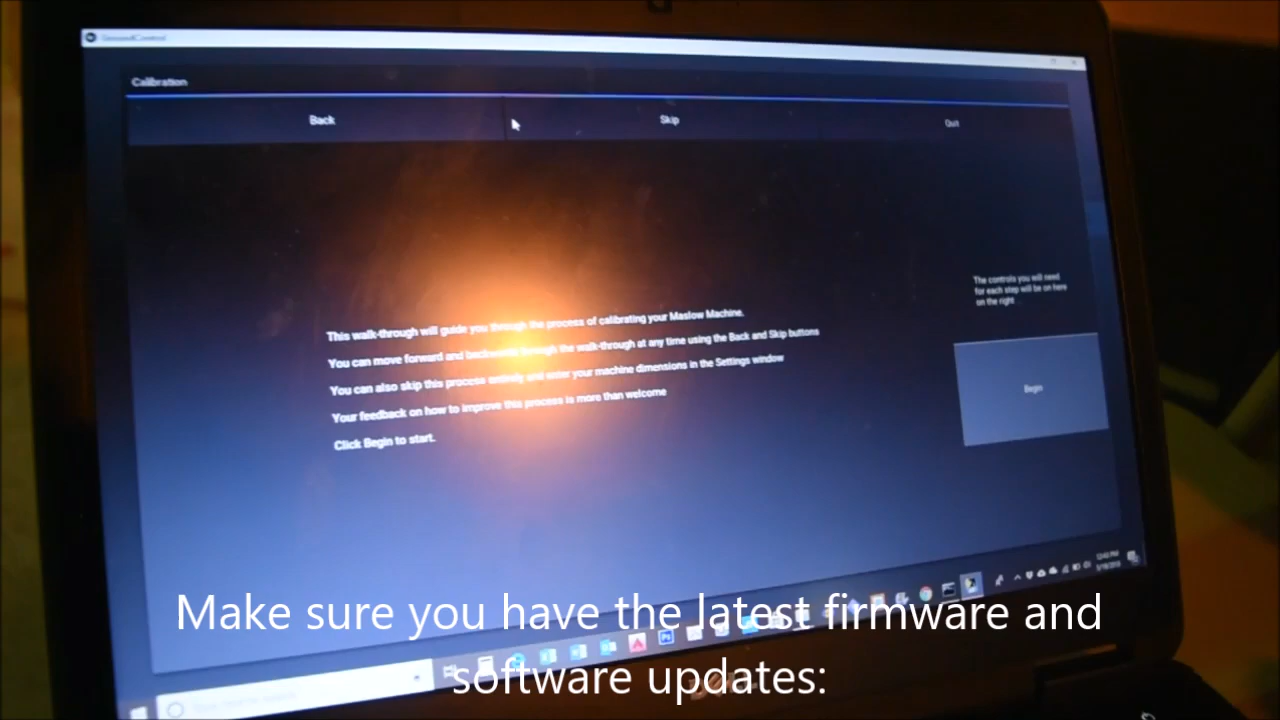 GroundControl
Calibration
Back
Skip
Quit
The controls you will need
for each step will be on here
on the right
This walk-through will guide you through the process of calibrating your Maslow Machine.
You can move forward and backwards through the walk-through at any time using the Back and Skip buttons
You can also skip this process entirely and enter your machine dimensions in the Settings window
Your feedback on how to improve this process is more than welcome
Click Begin to start.
Begin
Make sure you have the latest firmware and
software updates: